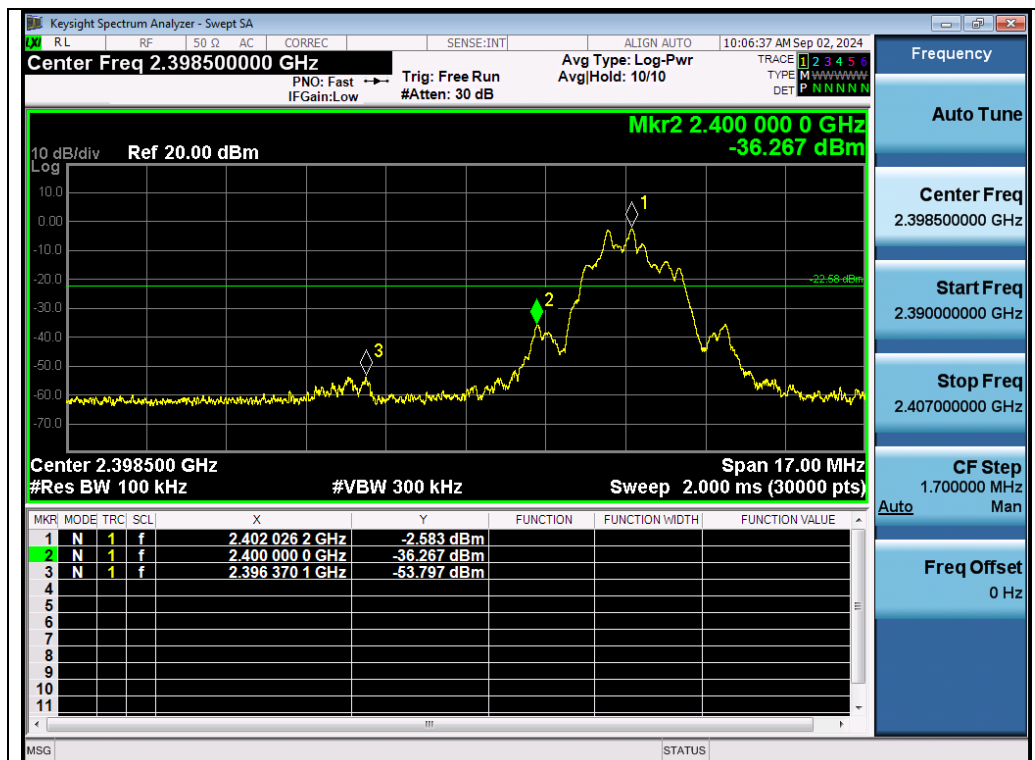 Keysight Spectrum Analyzer - Swept SA
LXI RL RF 50 Ω AC CORREC SENSE:INT ALIGN AUTO 10:06:37 AM Sep 02, 2024
Center Freq 2.398500000 GHz
PNO: Fast
IFGain:Low
Trig: Free Run
#Atten: 30 dB
Avg Type: Log-Pwr
Avg|Hold: 10/10
TRACE 1 2 3 4 5 6
TYPE M WWWWW
DET P N N N N N
Mkr2 2.400 000 0 GHz
-36.267 dBm
10 dB/div Ref 20.00 dBm
Log
10.0
0.00
-10.0
-20.0
-30.0
-40.0
-50.0
-60.0
-70.0
1
2
3
-22.58 dBm
Center 2.398500 GHz Span 17.00 MHz
#Res BW 100 kHz #VBW 300 kHz Sweep 2.000 ms (30000 pts)
MKR MODE TRC SCL X Y FUNCTION FUNCTION WIDTH FUNCTION VALUE
1 N 1 f 2.402 026 2 GHz -2.583 dBm
2 N 1 f 2.400 000 0 GHz -36.267 dBm
3 N 1 f 2.396 370 1 GHz -53.797 dBm
4
5
6
7
8
9
10
11
MSG STATUS
Frequency
Auto Tune
Center Freq
2.398500000 GHz
Start Freq
2.390000000 GHz
Stop Freq
2.407000000 GHz
CF Step
1.700000 MHz
Auto Man
Freq Offset
0 Hz